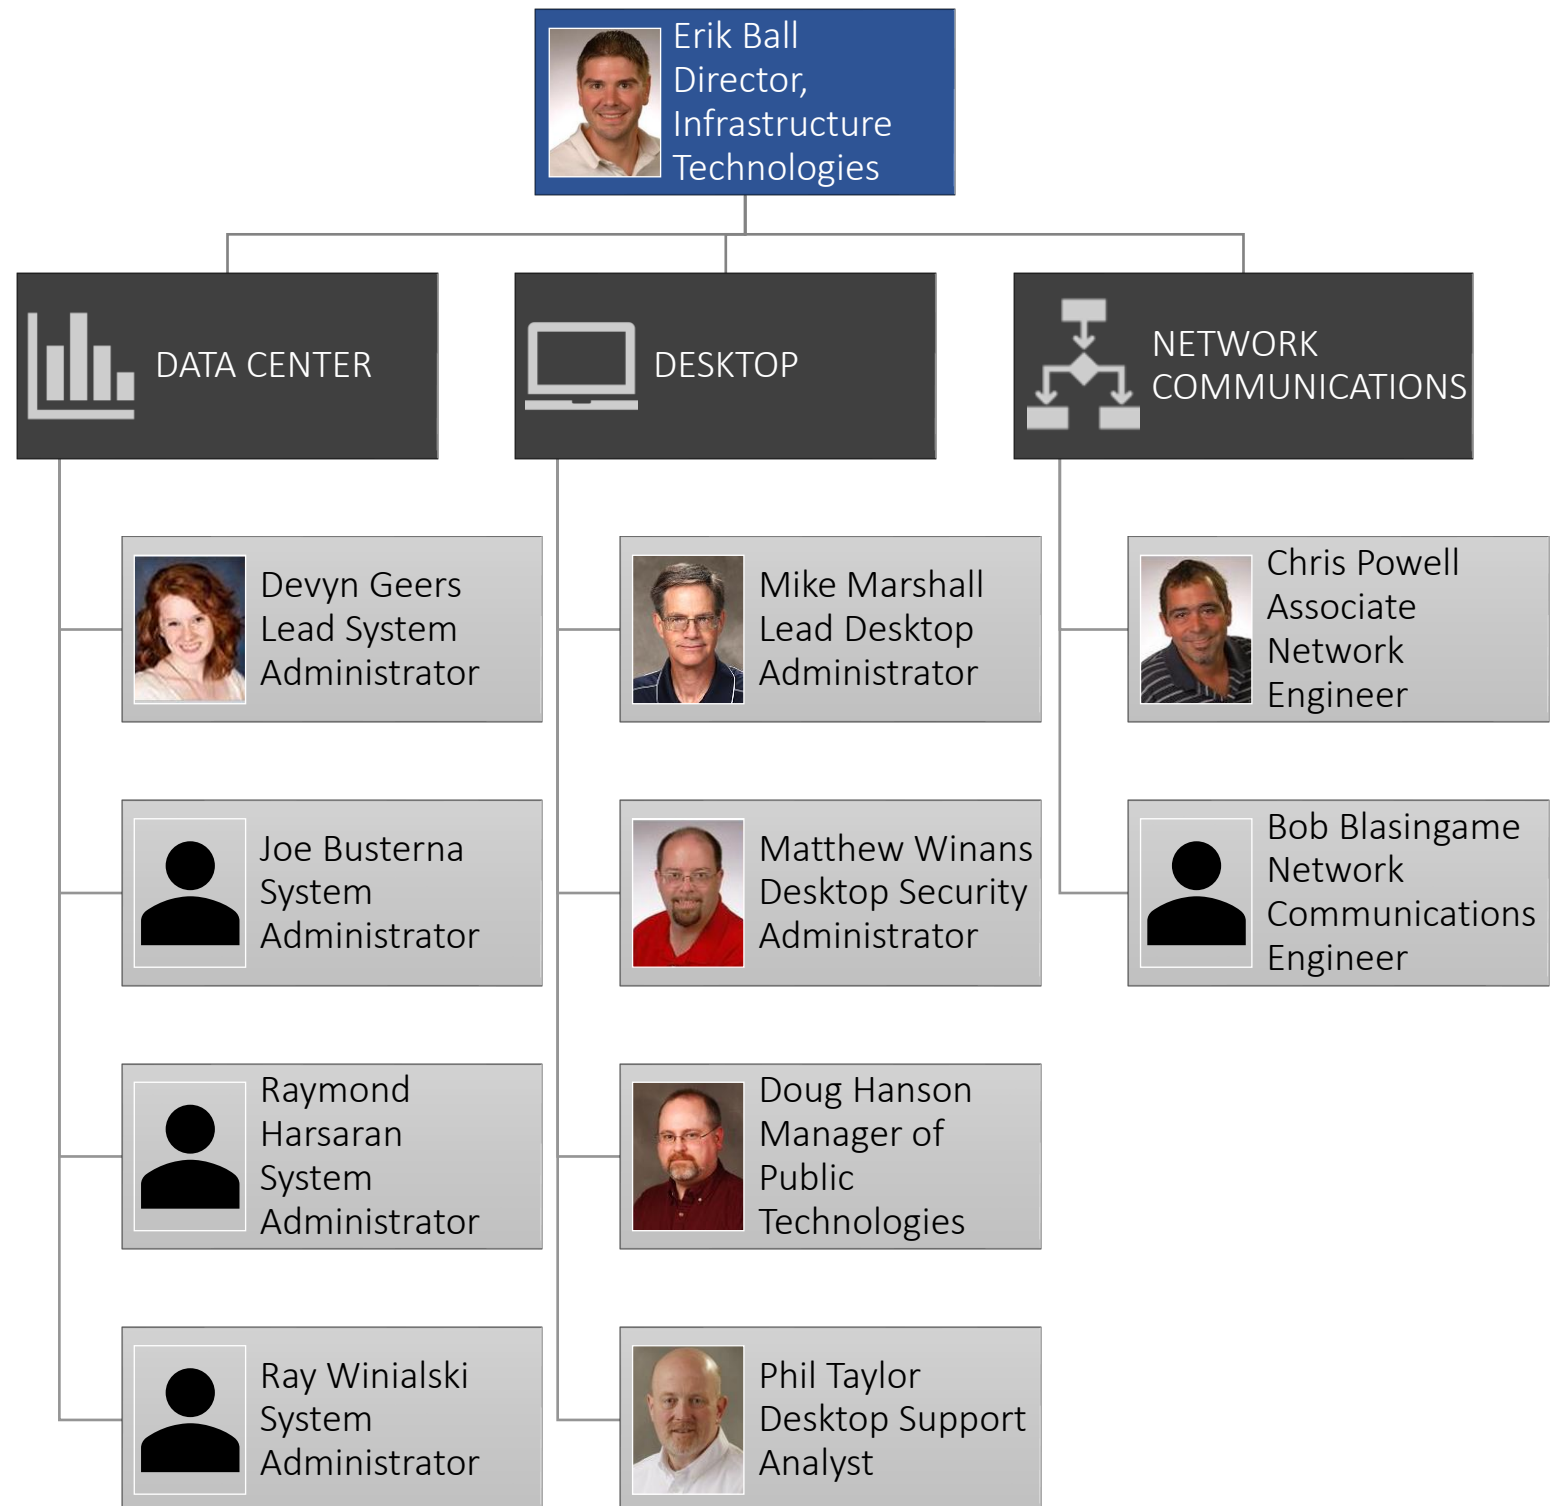 Erik Ball
Director,
Infrastructure
Technologies
DATA CENTER
DESKTOP
NETWORK
COMMUNICATIONS
Devyn Geers
Lead System
Administrator
Joe Busterna
System
Administrator
Raymond
Harsaran
System
Administrator
Ray Winialski
System
Administrator
Mike Marshall
Lead Desktop
Administrator
Matthew Winans
Desktop Security
Administrator
Doug Hanson
Manager of
Public
Technologies
Phil Taylor
Desktop Support
Analyst
Chris Powell
Associate
Network
Engineer
Bob Blasingame
Network
Communications
Engineer